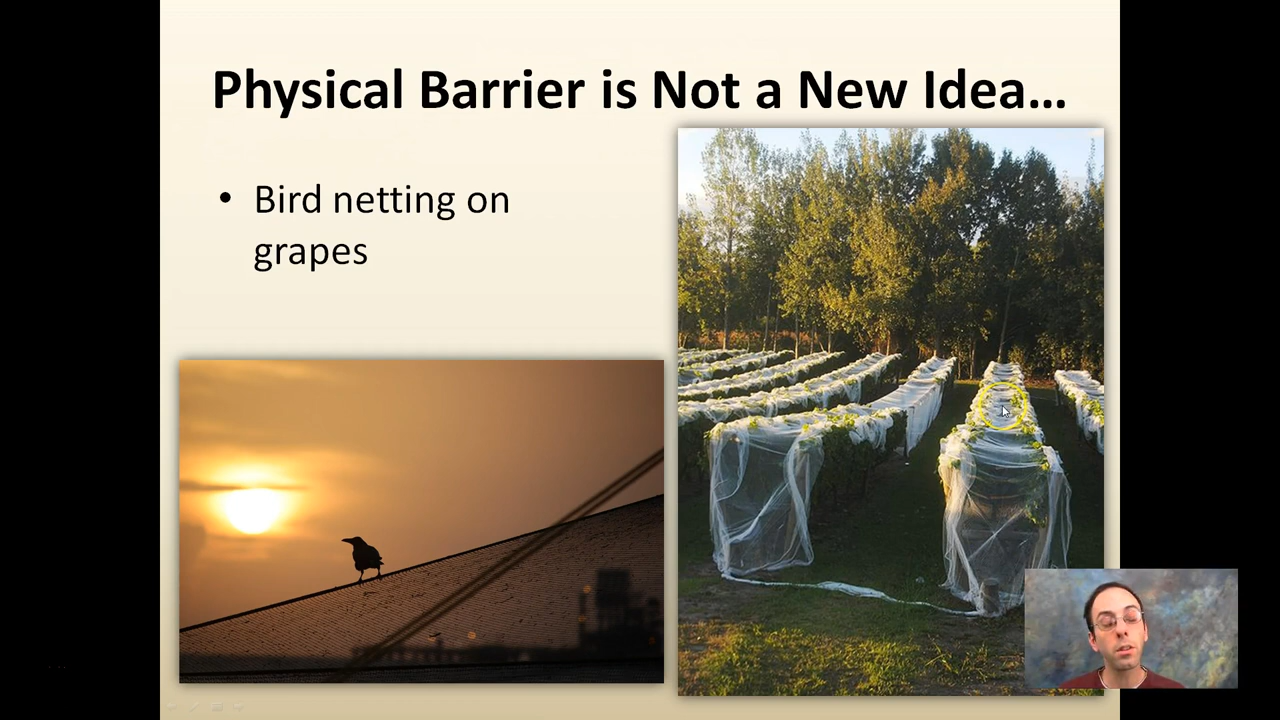 Physical Barrier is Not a New Idea...
• Bird netting on
grapes